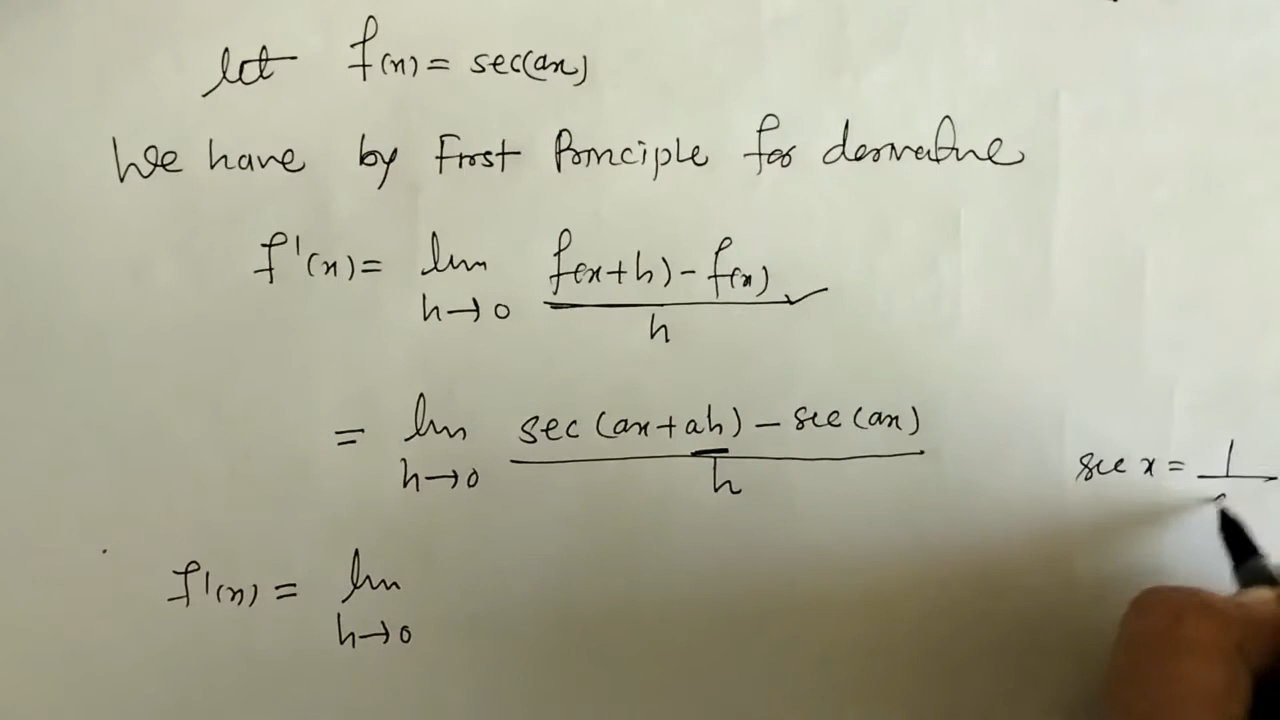 let f(x) = sec(ax)
We have by First Principle for derivative
f'(x) = lim h→0 f(x+h) - f(x) / h
= lim h→0 sec(ax+ah) - sec(ax) / h
sec x = 1 /
f'(x) = lim h→0